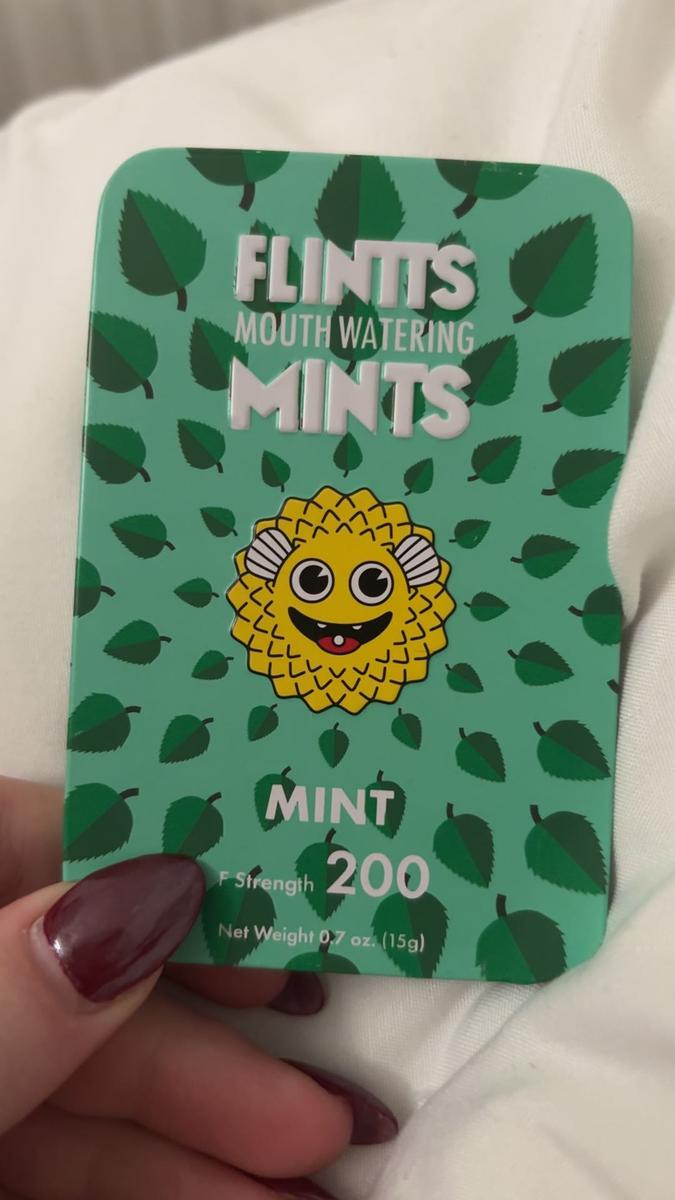 FLINTTS
MOUTH WATERING
MINTS
MINT
F Strength 200
Net Weight 0.7 oz. (15g)